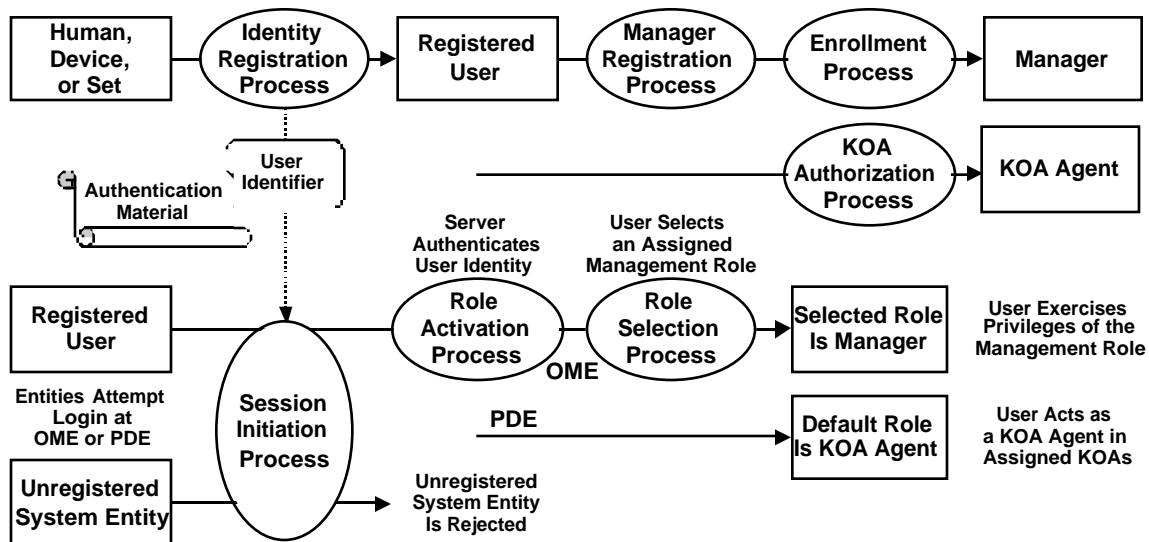 Human,
Device,
or Set
Identity
Registration
Process
Registered
User
Manager
Registration
Process
Enrollment
Process
Manager
User
Identifier
Authentication
Material
KOA
Authorization
Process
KOA Agent
Server
Authenticates
User Identity
User Selects
an Assigned
Management Role
Registered
User
Role
Activation
Process
OME
Role
Selection
Process
Selected Role
Is Manager
User Exercises
Privileges of the
Management Role
Entities Attempt
Login at
OME or PDE
Session
Initiation
Process
PDE
Default Role
Is KOA Agent
User Acts as
a KOA Agent in
Assigned KOAs
Unregistered
System Entity
Unregistered
System Entity
Is Rejected